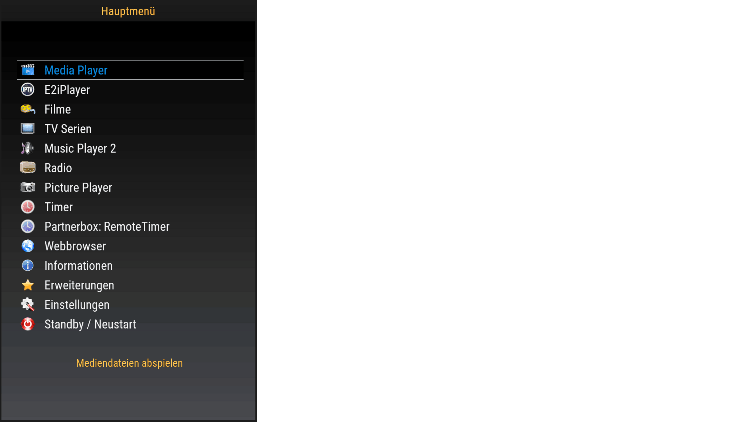 Hauptmenü
Media Player
E2iPlayer
Filme
TV Serien
Music Player 2
Radio
Picture Player
Timer
Partnerbox: RemoteTimer
Webbrowser
Informationen
Erweiterungen
Einstellungen
Standby / Neustart
Mediendateien abspielen